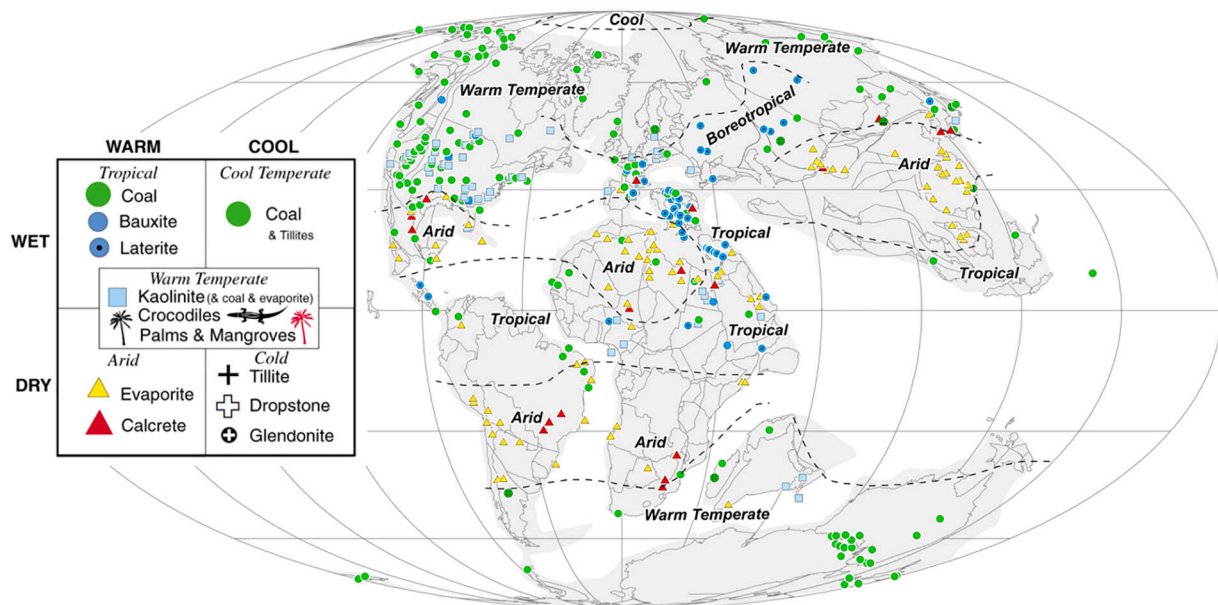 Cool
Warm Temperate
Warm Temperate
Boreotropical
WARM
COOL
Tropical
Coal
Bauxite
Laterite
Cool Temperate
Coal
& Tillites
WET
Warm Temperate
Kaolinite (& coal & evaporite)
Crocodiles
Palms & Mangroves
DRY
Arid
Evaporite
Calcrete
Cold
Tillite
Dropstone
Glendonite
Arid
Arid
Tropical
Arid
Tropical
Tropical
Tropical
Arid
Arid
Warm Temperate